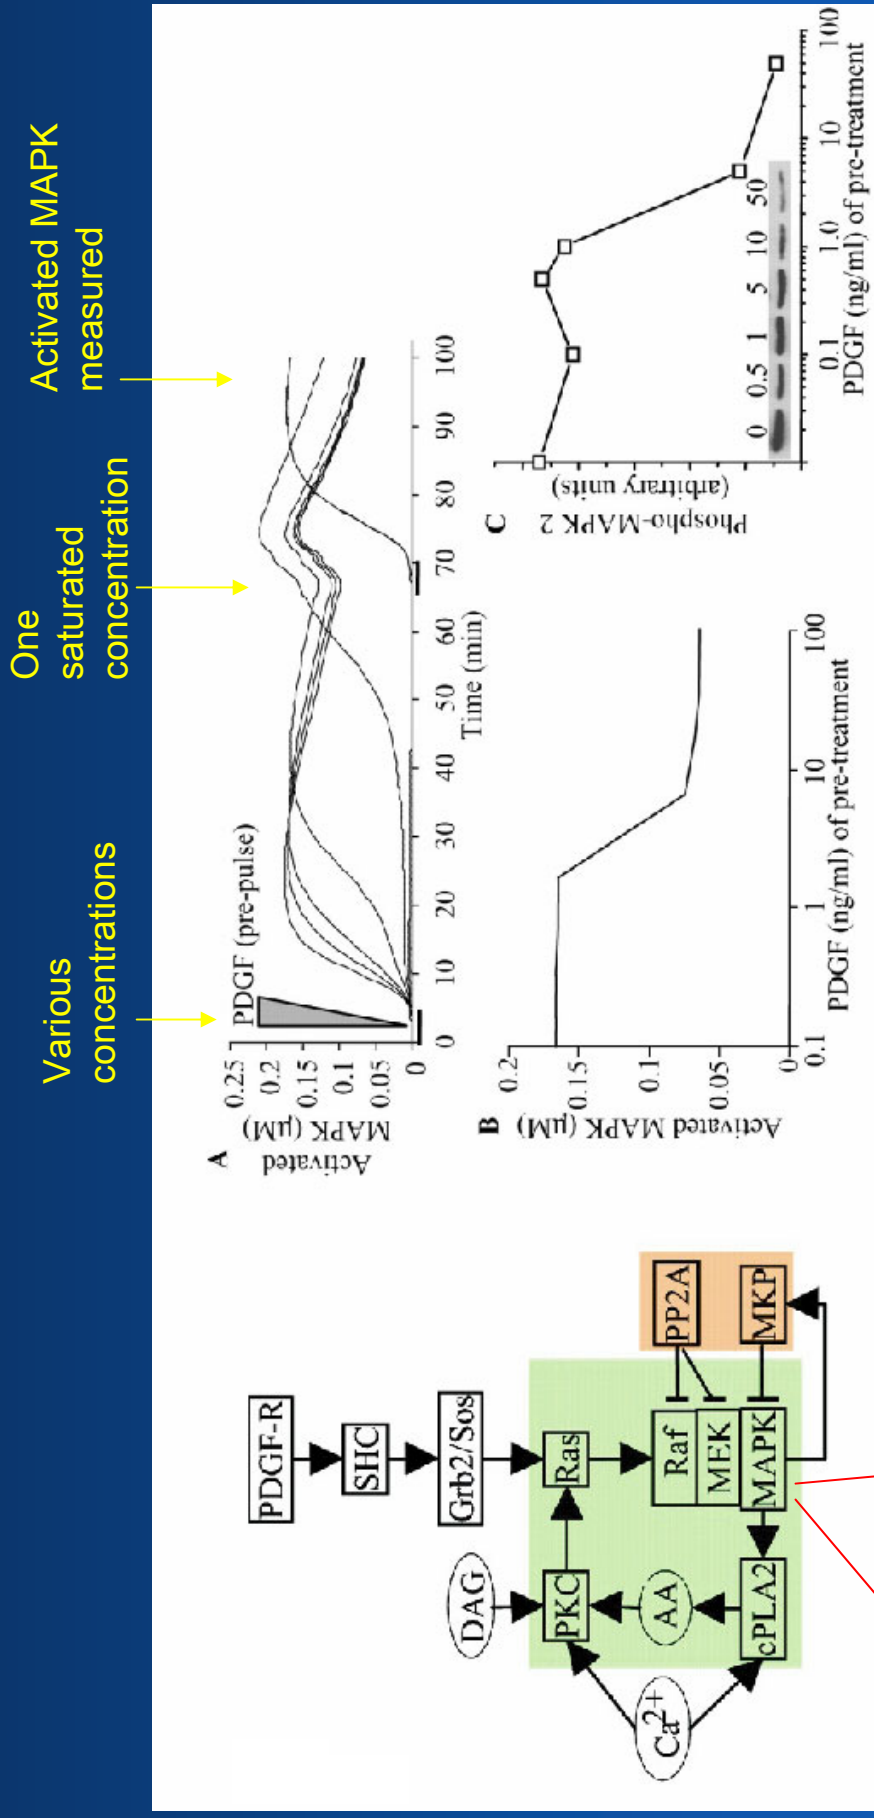 Various
concentrations
One
saturated
concentration
Activated MAPK
measured
PDGF-R
SHC
Grb2/Sos
DAG
PKC
Ras
Ca2+
AA
Raf
MEK
PP2A
cPLA2
MAPK
MKP
A
Activated
MAPK (μM)
0.25
0.2
0.15
0.1
0.05
0
PDGF (pre-pulse)
0 10 20 30 40 50 60 70 80 90 100
Time (min)
B
Activated MAPK (μM)
0.2
0.15
0.1
0.05
0
0.1 1 10 100
PDGF (ng/ml) of pre-treatment
C
Phospho-MAPK 2
(arbitrary units)
0 0.5 1 5 10 50
0.1 1.0 10 100
PDGF (ng/ml) of pre-treatment